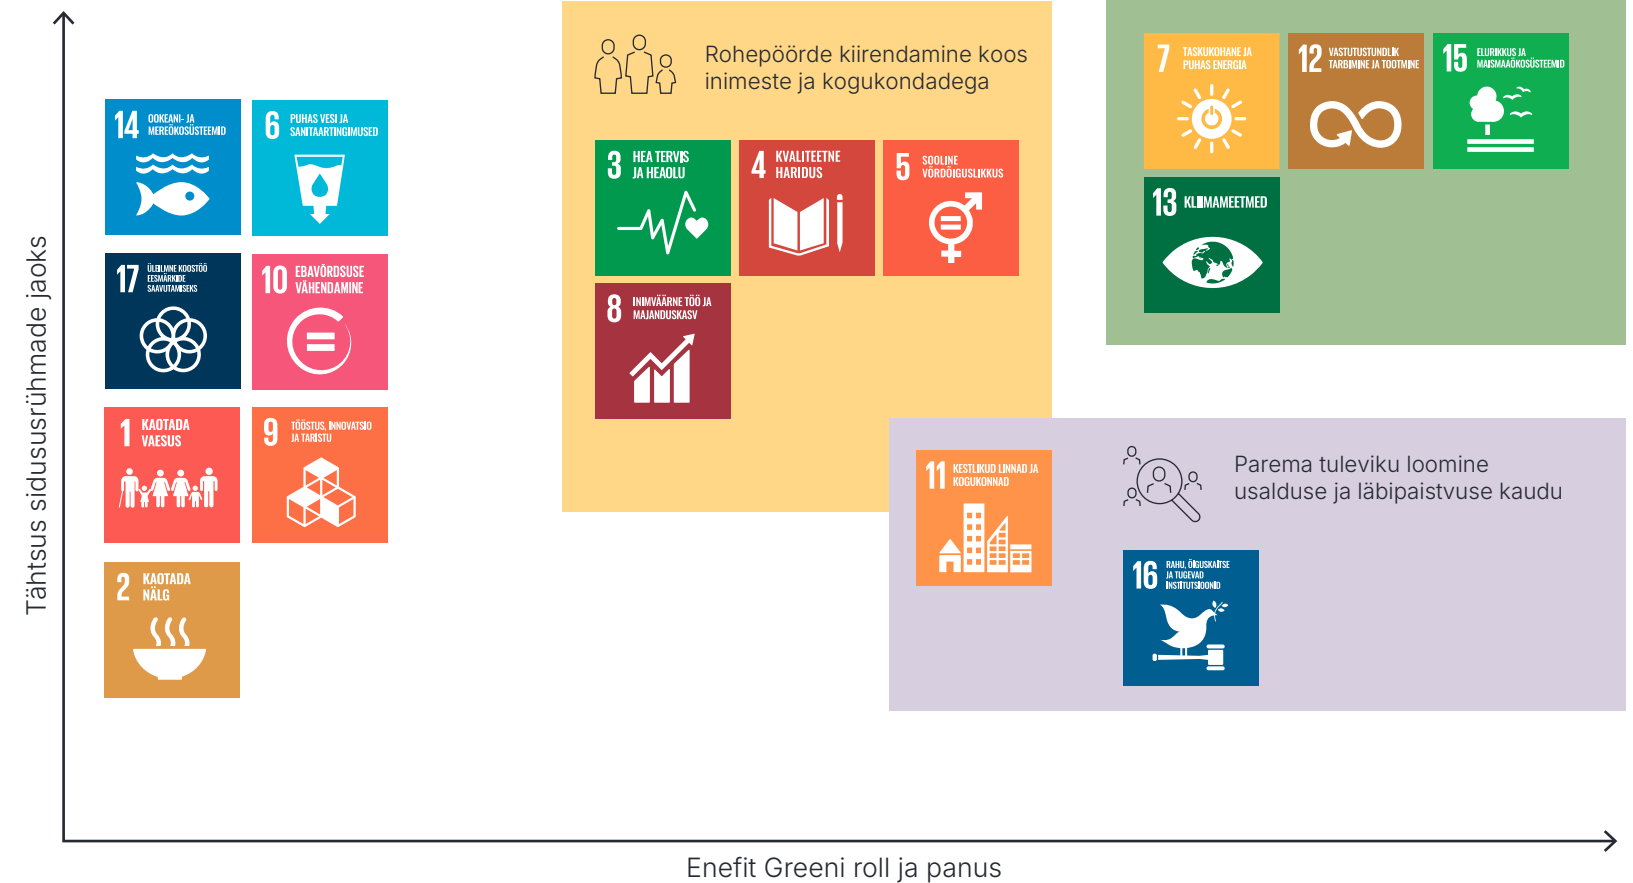 Tähtsus sidusrühmade jaoks
14 OOKEANI- JA
MEREÖKOSÜSTEEMID
6 PUHAS VESI JA
SANITAARTINGIMUSED
17 ÜLEILMNE KOOSTÖÖ
EESMÄRKIDE
SAAVUTAMISEKS
10 EBAVÕRDSUSE
VÄHENDAMINE
1 KAOTADA
VAESUS
9 TÖÖSTUS, INNOVATSIO
JA TARISTU
2 KAOTADA
NÄLG
Rohepöörde kiirendamine koos
inimeste ja kogukondadega
3 HEA TERVIS
JA HEAOLU
4 KVALITEETNE
HARIDUS
5 SOOLINE
VÕRDÕIGUSLIKKUS
8 INIMVÄÄRNE TÖÖ JA
MAJANDUSKASV
7 TASKUKOHANE JA
PUHAS ENERGIA
12 VASTUTUSTUNDLIK
TARBIMINE JA TOOTMINE
15 ELURIKKUS JA
MAISMAAÖKOSÜSTEEMID
13 KLIIMAMEETMED
11 KESTLIKUD LINNAD JA
KOGUKONNAD
Parema tuleviku loomine
usalduse ja läbipaistvuse kaudu
16 RAHU, ÕIGUSKAITSE
JA TUGEVAD
INSTITUTSIOONID
Enefit Greeni roll ja panus